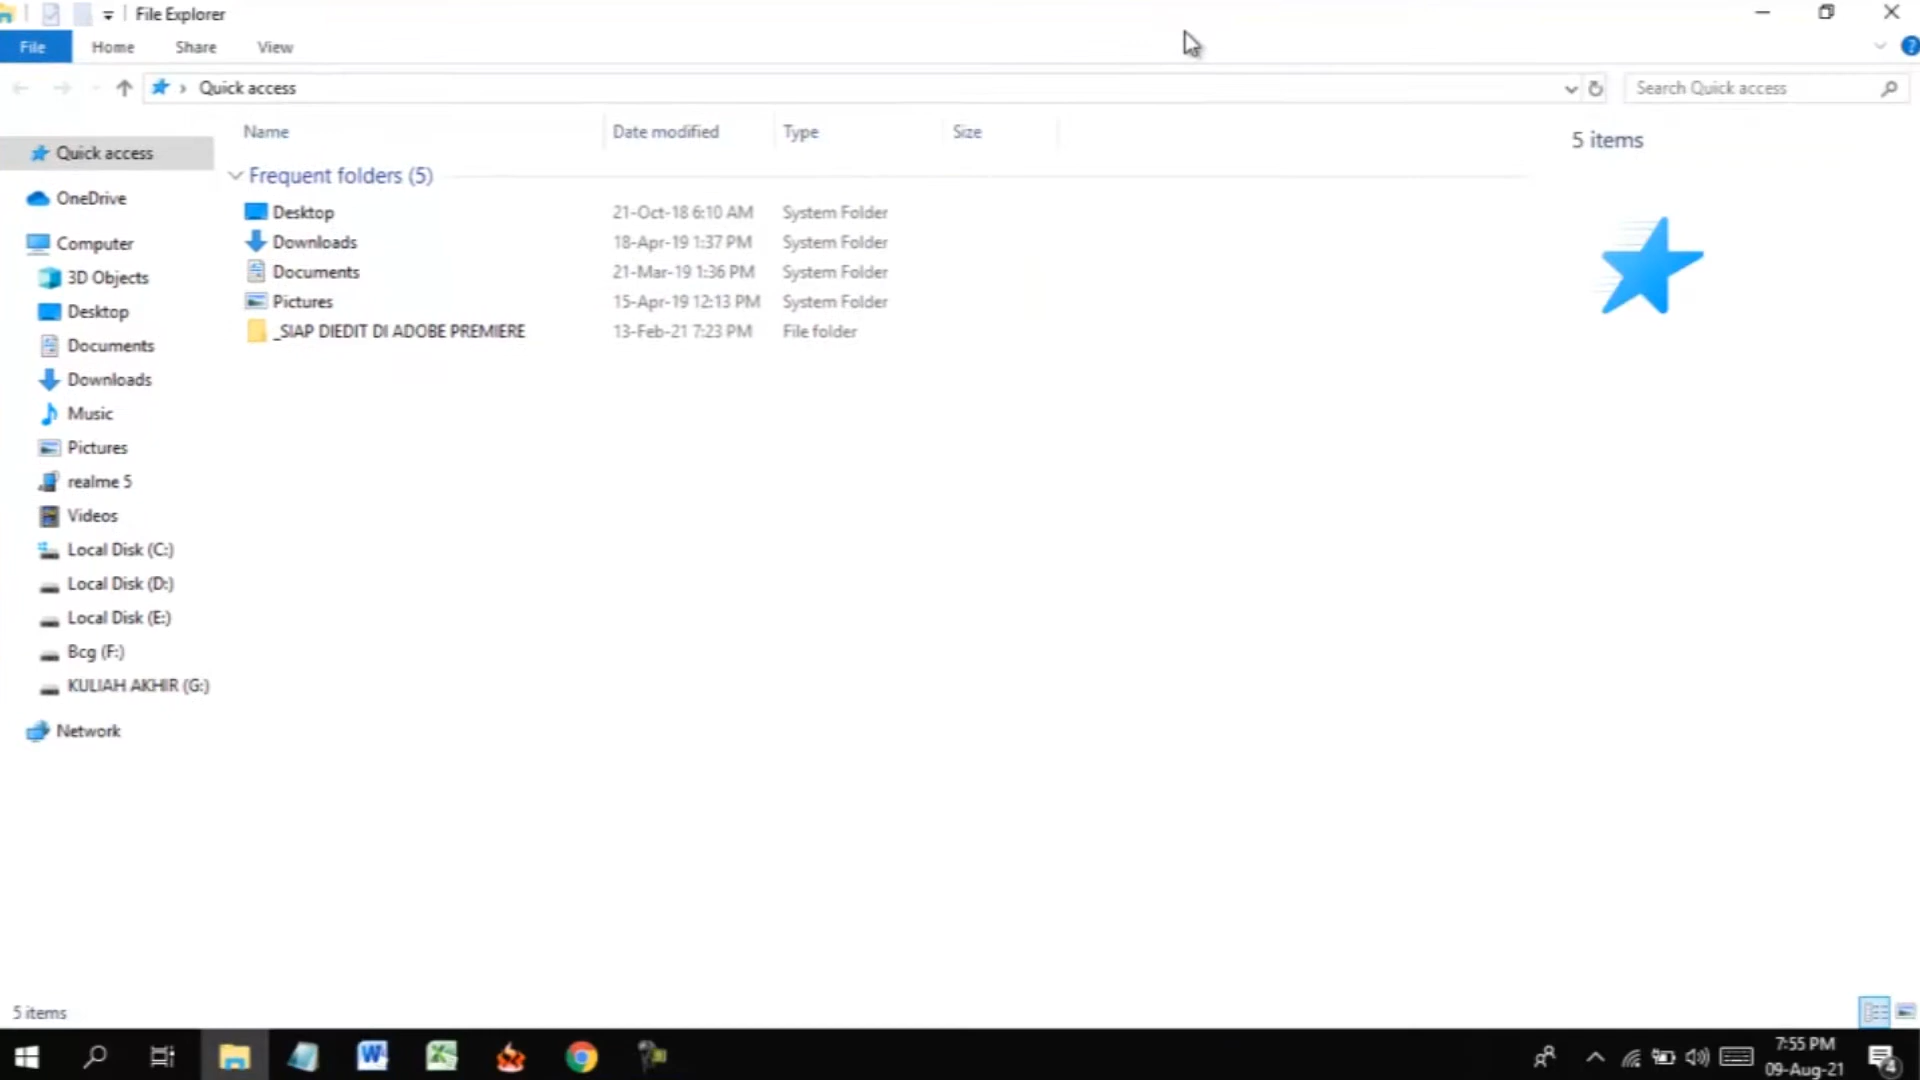 File Explorer
File Home Share View
Quick access
Search Quick access
Name Date modified Type Size
5 items
Quick access
OneDrive
Computer
3D Objects
Desktop
Documents
Downloads
Music
Pictures
realme 5
Videos
Local Disk (C:)
Local Disk (D:)
Local Disk (E:)
Bcg (F:)
KULIAH AKHIR (G:)
Network
Frequent folders (5)
Desktop 21-Oct-18 6:10 AM System Folder
Downloads 18-Apr-19 1:37 PM System Folder
Documents 21-Mar-19 1:36 PM System Folder
Pictures 15-Apr-19 12:13 PM System Folder
_SIAP DIEDIT DI ADOBE PREMIERE 13-Feb-21 7:23 PM File folder
5 items
7:55 PM
09-Aug-21
4